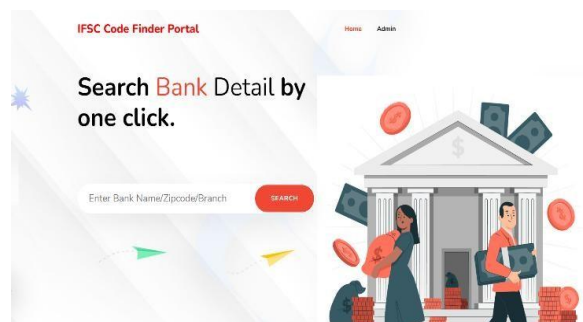 IFSC Code Finder Portal
Home Admin
Search Bank Detail by
one click.
Enter Bank Name/Zipcode/Branch
SEARCH